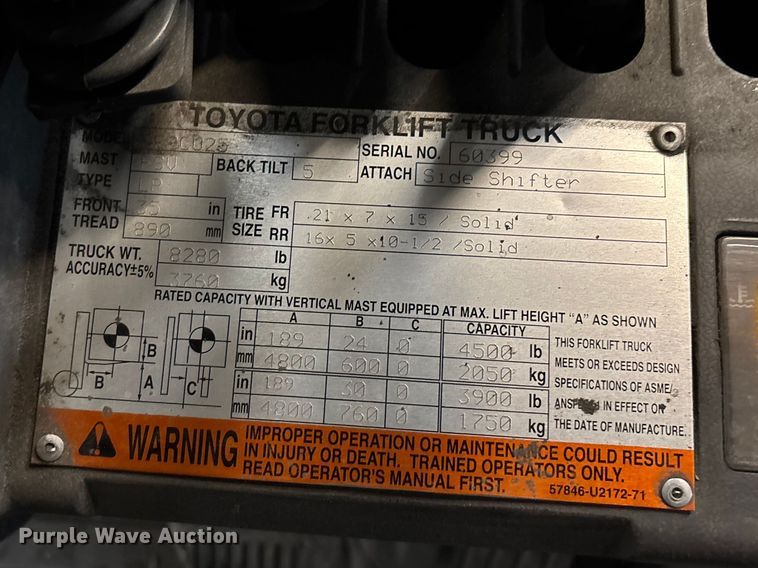 TOYOTA FORKLIFT TRUCK
MODEL SERIAL NO. 60399
MAST FSV BACK TILT 5 ATTACH Side Shifter
TYPE LP
FRONT TREAD 35 in 890 mm
TIRE SIZE FR 21 x 7 x 15 / Solid
RR 16x 5 x10-1/2 /Solid
TRUCK WT. 8280 lb
ACCURACY±5% 3760 kg
RATED CAPACITY WITH VERTICAL MAST EQUIPPED AT MAX. LIFT HEIGHT "A" AS SHOWN
A B C CAPACITY
in 189 24 0 4500 lb
mm 4800 600 0 2050 kg
in 189 30 0 3900 lb
mm 4800 760 0 1750 kg
B
B A C
THIS FORKLIFT TRUCK
MEETS OR EXCEEDS DESIGN
SPECIFICATIONS OF ASME/
IN EFFECT ON
THE DATE OF MANUFACTURE.
WARNING
IMPROPER OPERATION OR MAINTENANCE COULD RESULT
IN INJURY OR DEATH. TRAINED OPERATORS ONLY.
READ OPERATOR'S MANUAL FIRST.
57846-U2172-71
Purple Wave Auction